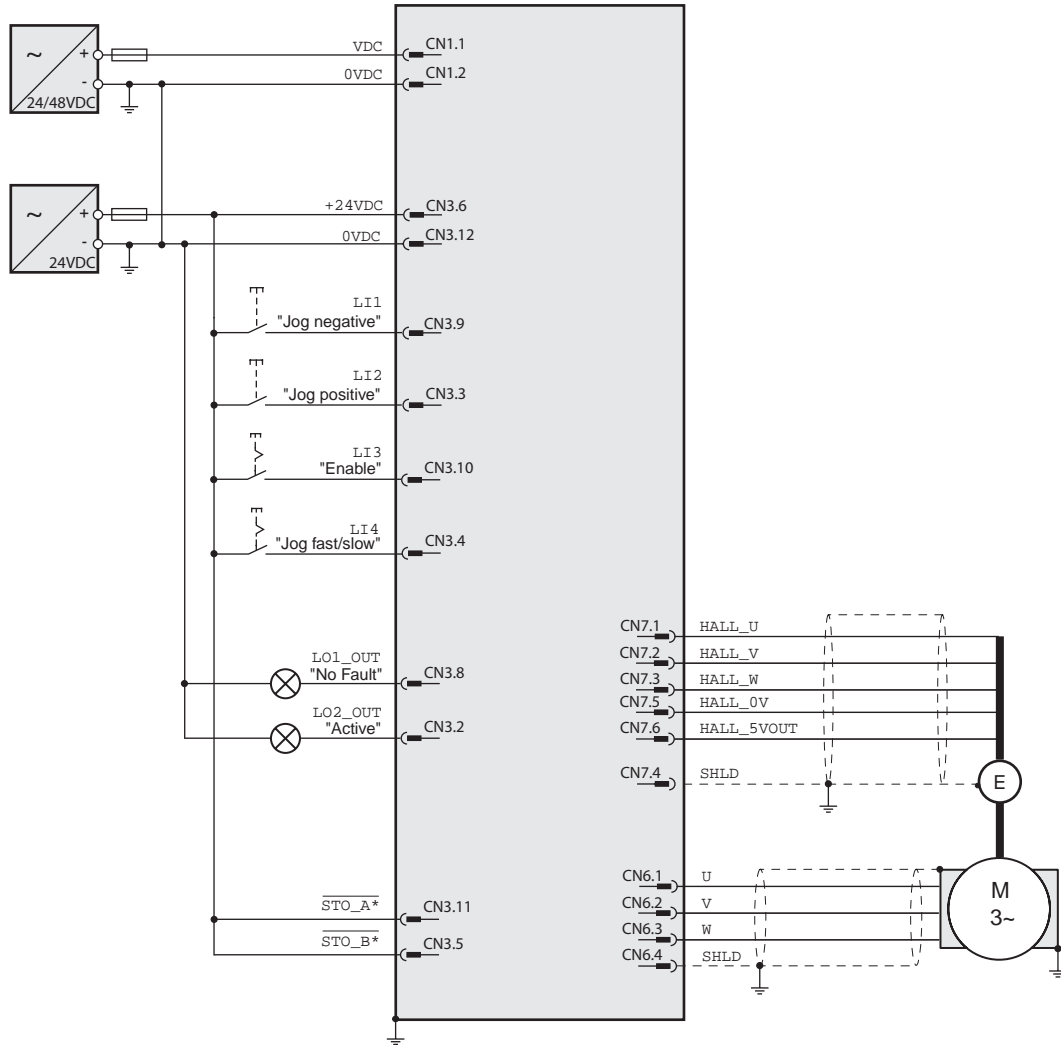 ~
+
-
24/48VDC
VDC
CN1.1
0VDC
CN1.2
~
+
-
24VDC
+24VDC
CN3.6
0VDC
CN3.12
LI1
"Jog negative"
CN3.9
LI2
"Jog positive"
CN3.3
LI3
"Enable"
CN3.10
LI4
"Jog fast/slow"
CN3.4
LO1_OUT
"No Fault"
CN3.8
LO2_OUT
"Active"
CN3.2
STO_A*
CN3.11
STO_B*
CN3.5
CN7.1
HALL_U
CN7.2
HALL_V
CN7.3
HALL_W
CN7.5
HALL_0V
CN7.6
HALL_5VOUT
CN7.4
SHLD
E
CN6.1
U
CN6.2
V
CN6.3
W
CN6.4
SHLD
M
3~